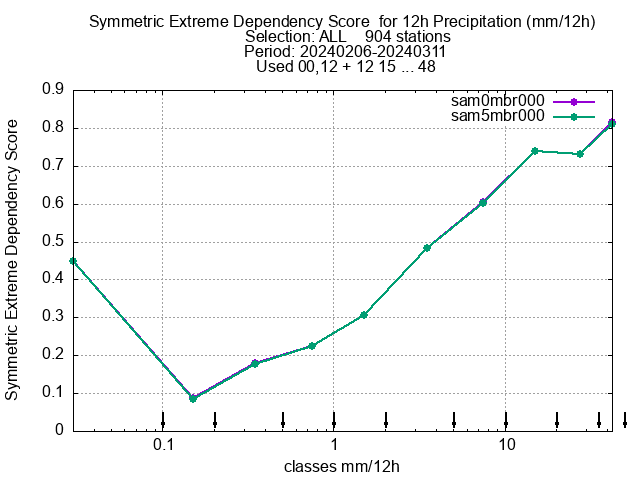 Symmetric Extreme Dependency Score  for 12h Precipitation (mm/12h)
Selection: ALL    904 stations
Period: 20240206-20240311
Used 00,12 + 12 15 ... 48
sam0mbr000
sam5mbr000
Symmetric Extreme Dependency Score
0.9
0.8
0.7
0.6
0.5
0.4
0.3
0.2
0.1
0
0.1 1 10
classes mm/12h